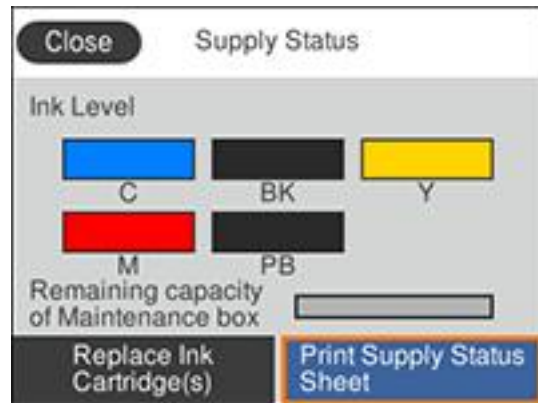 Close
Supply Status
Ink Level
C
BK
Y
M
PB
Remaining capacity
of Maintenance box
Replace Ink
Cartridge(s)
Print Supply Status
Sheet